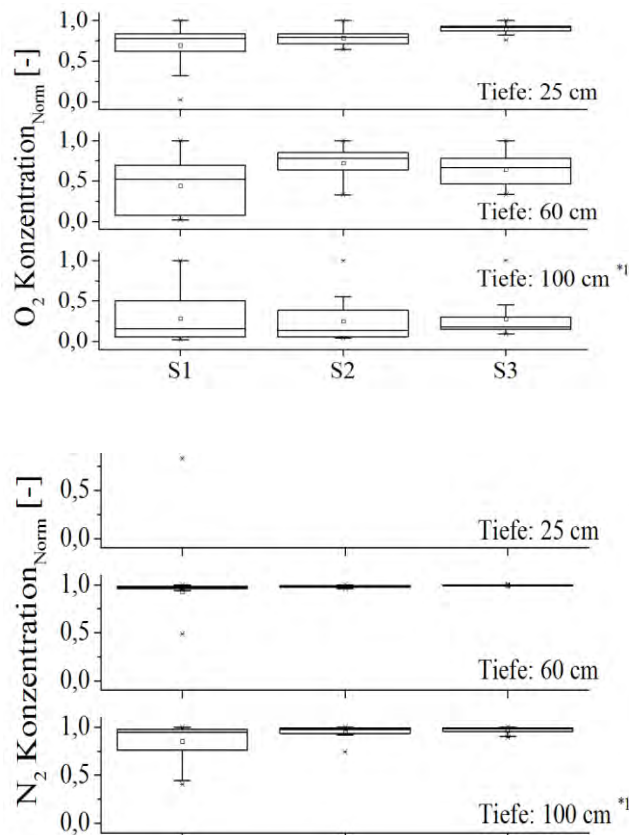 O2 KonzentrationNorm [-]
1,0
0,5
0,0
Tiefe: 25 cm
1,0
0,5
0,0
Tiefe: 60 cm
1,0
0,5
0,0
Tiefe: 100 cm *1
S1 S2 S3
N2 KonzentrationNorm [-]
0,5
0,0
Tiefe: 25 cm
1,0
0,5
0,0
Tiefe: 60 cm
1,0
0,5
0,0
Tiefe: 100 cm *1